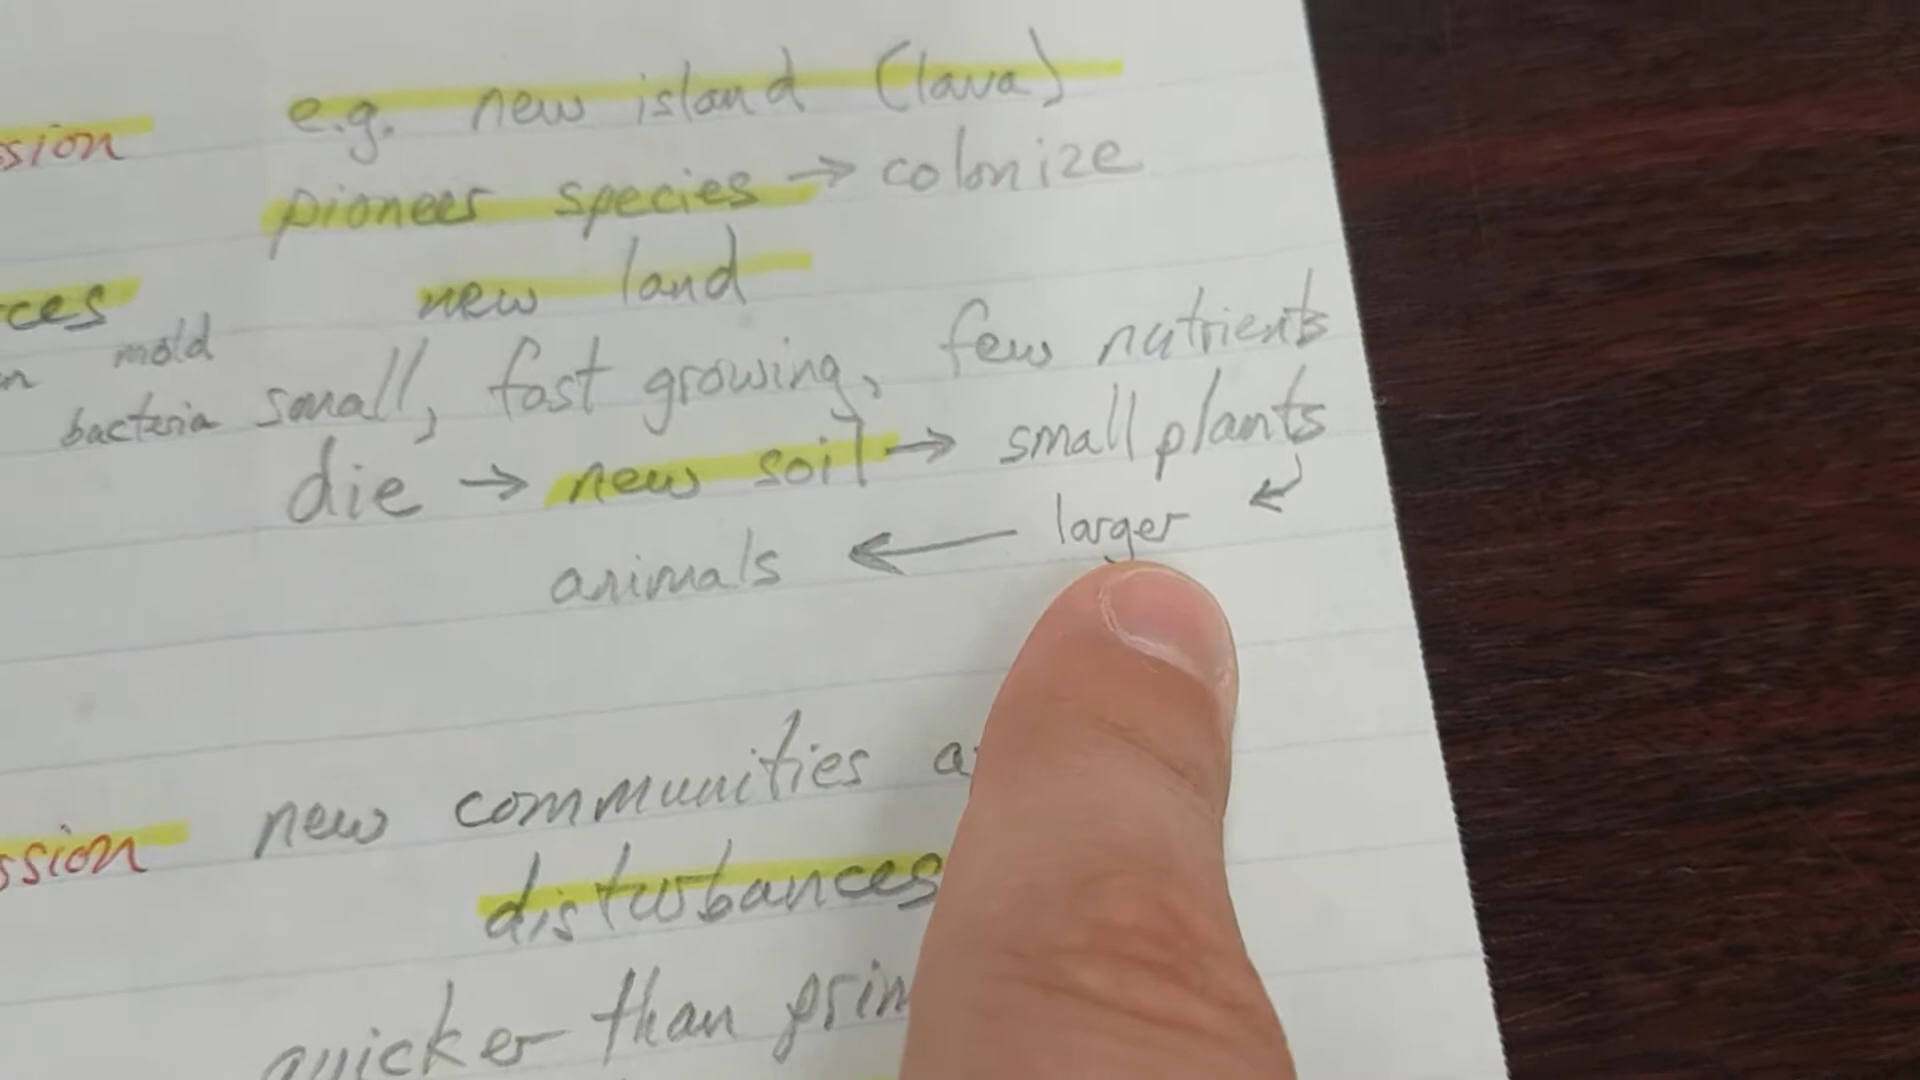 e.g. new island (lava)
ssion
pioneer species → colonize
ces new land
mold
bacteria small, fast growing, few nutrients
die → new soil → small plants
animals ← larger
new communities
ssion disturbances
quicker than